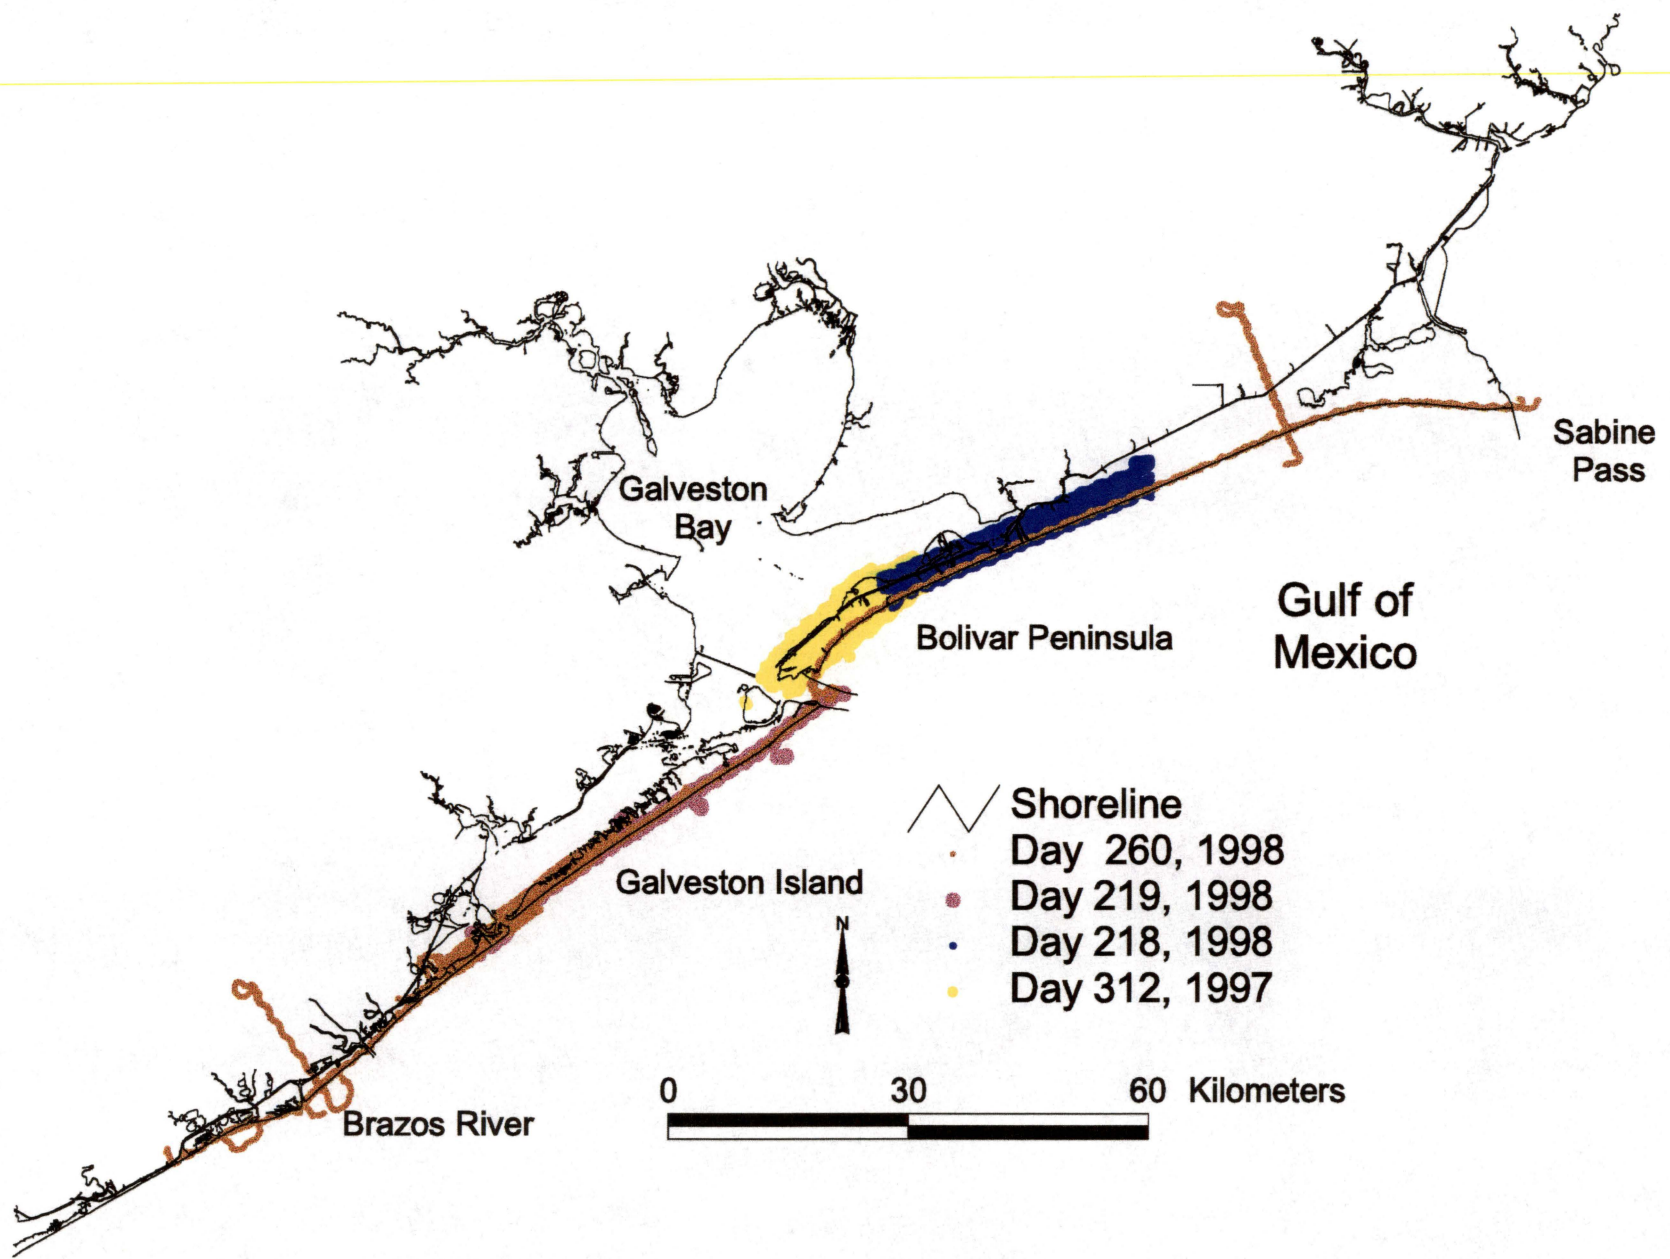 Sabine
Pass
Galveston
Bay
Gulf of
Mexico
Bolivar Peninsula
Shoreline
Day 260, 1998
Galveston Island
Day 219, 1998
N
Day 218, 1998
Day 312, 1997
0 30 60 Kilometers
Brazos River